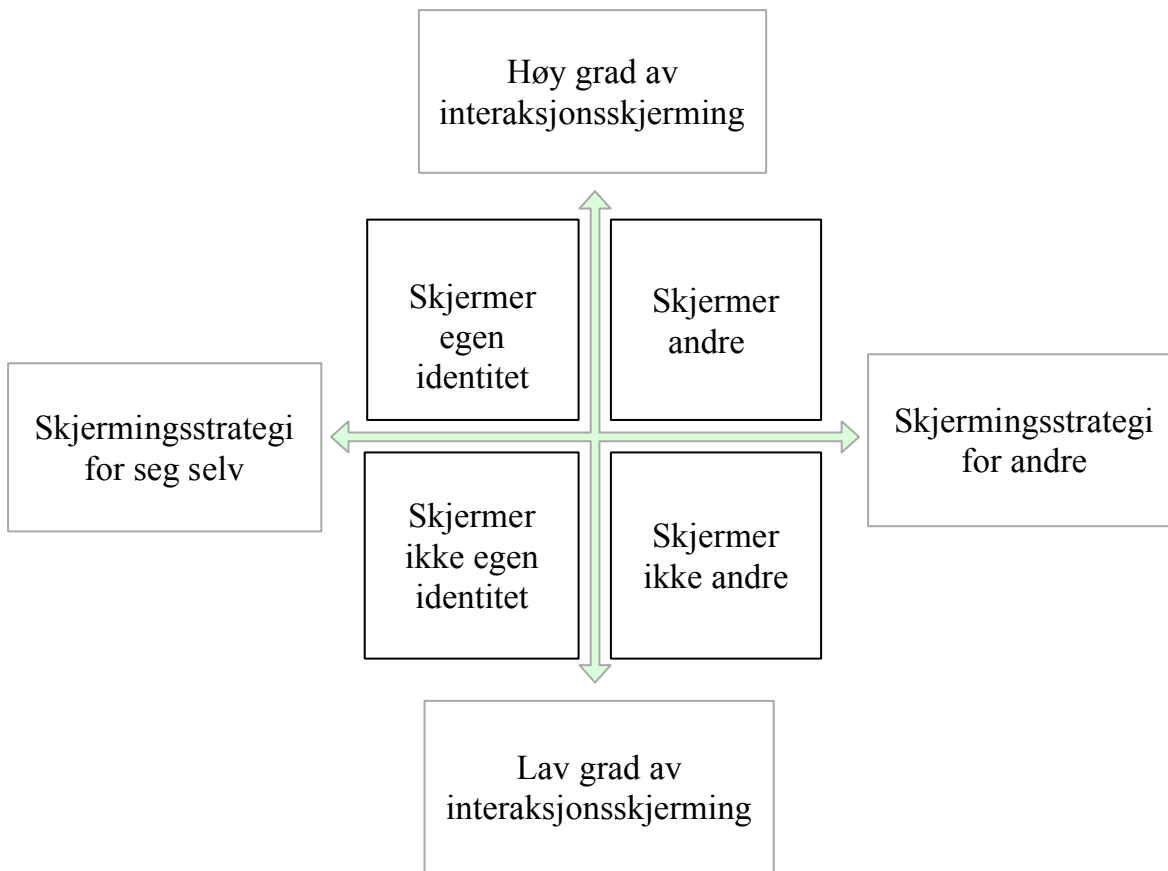 Høy grad av
interaksjonsskjerming
Skjermer
egen
identitet
Skjermer
andre
Skjermingsstrategi
for seg selv
Skjermingsstrategi
for andre
Skjermer
ikke egen
identitet
Skjermer
ikke andre
Lav grad av
interaksjonsskjerming